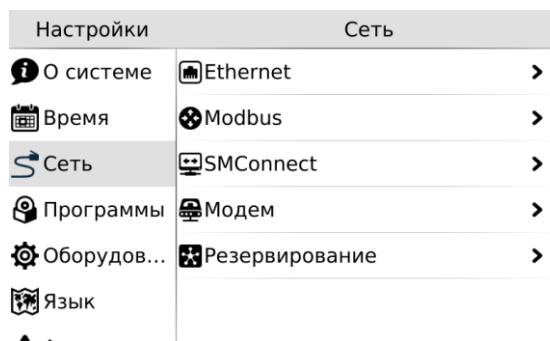 Настройки
Сеть
О системе
Время
Сеть
Программы
Оборудов...
Язык
Ethernet
Modbus
SMConnect
Модем
Резервирование